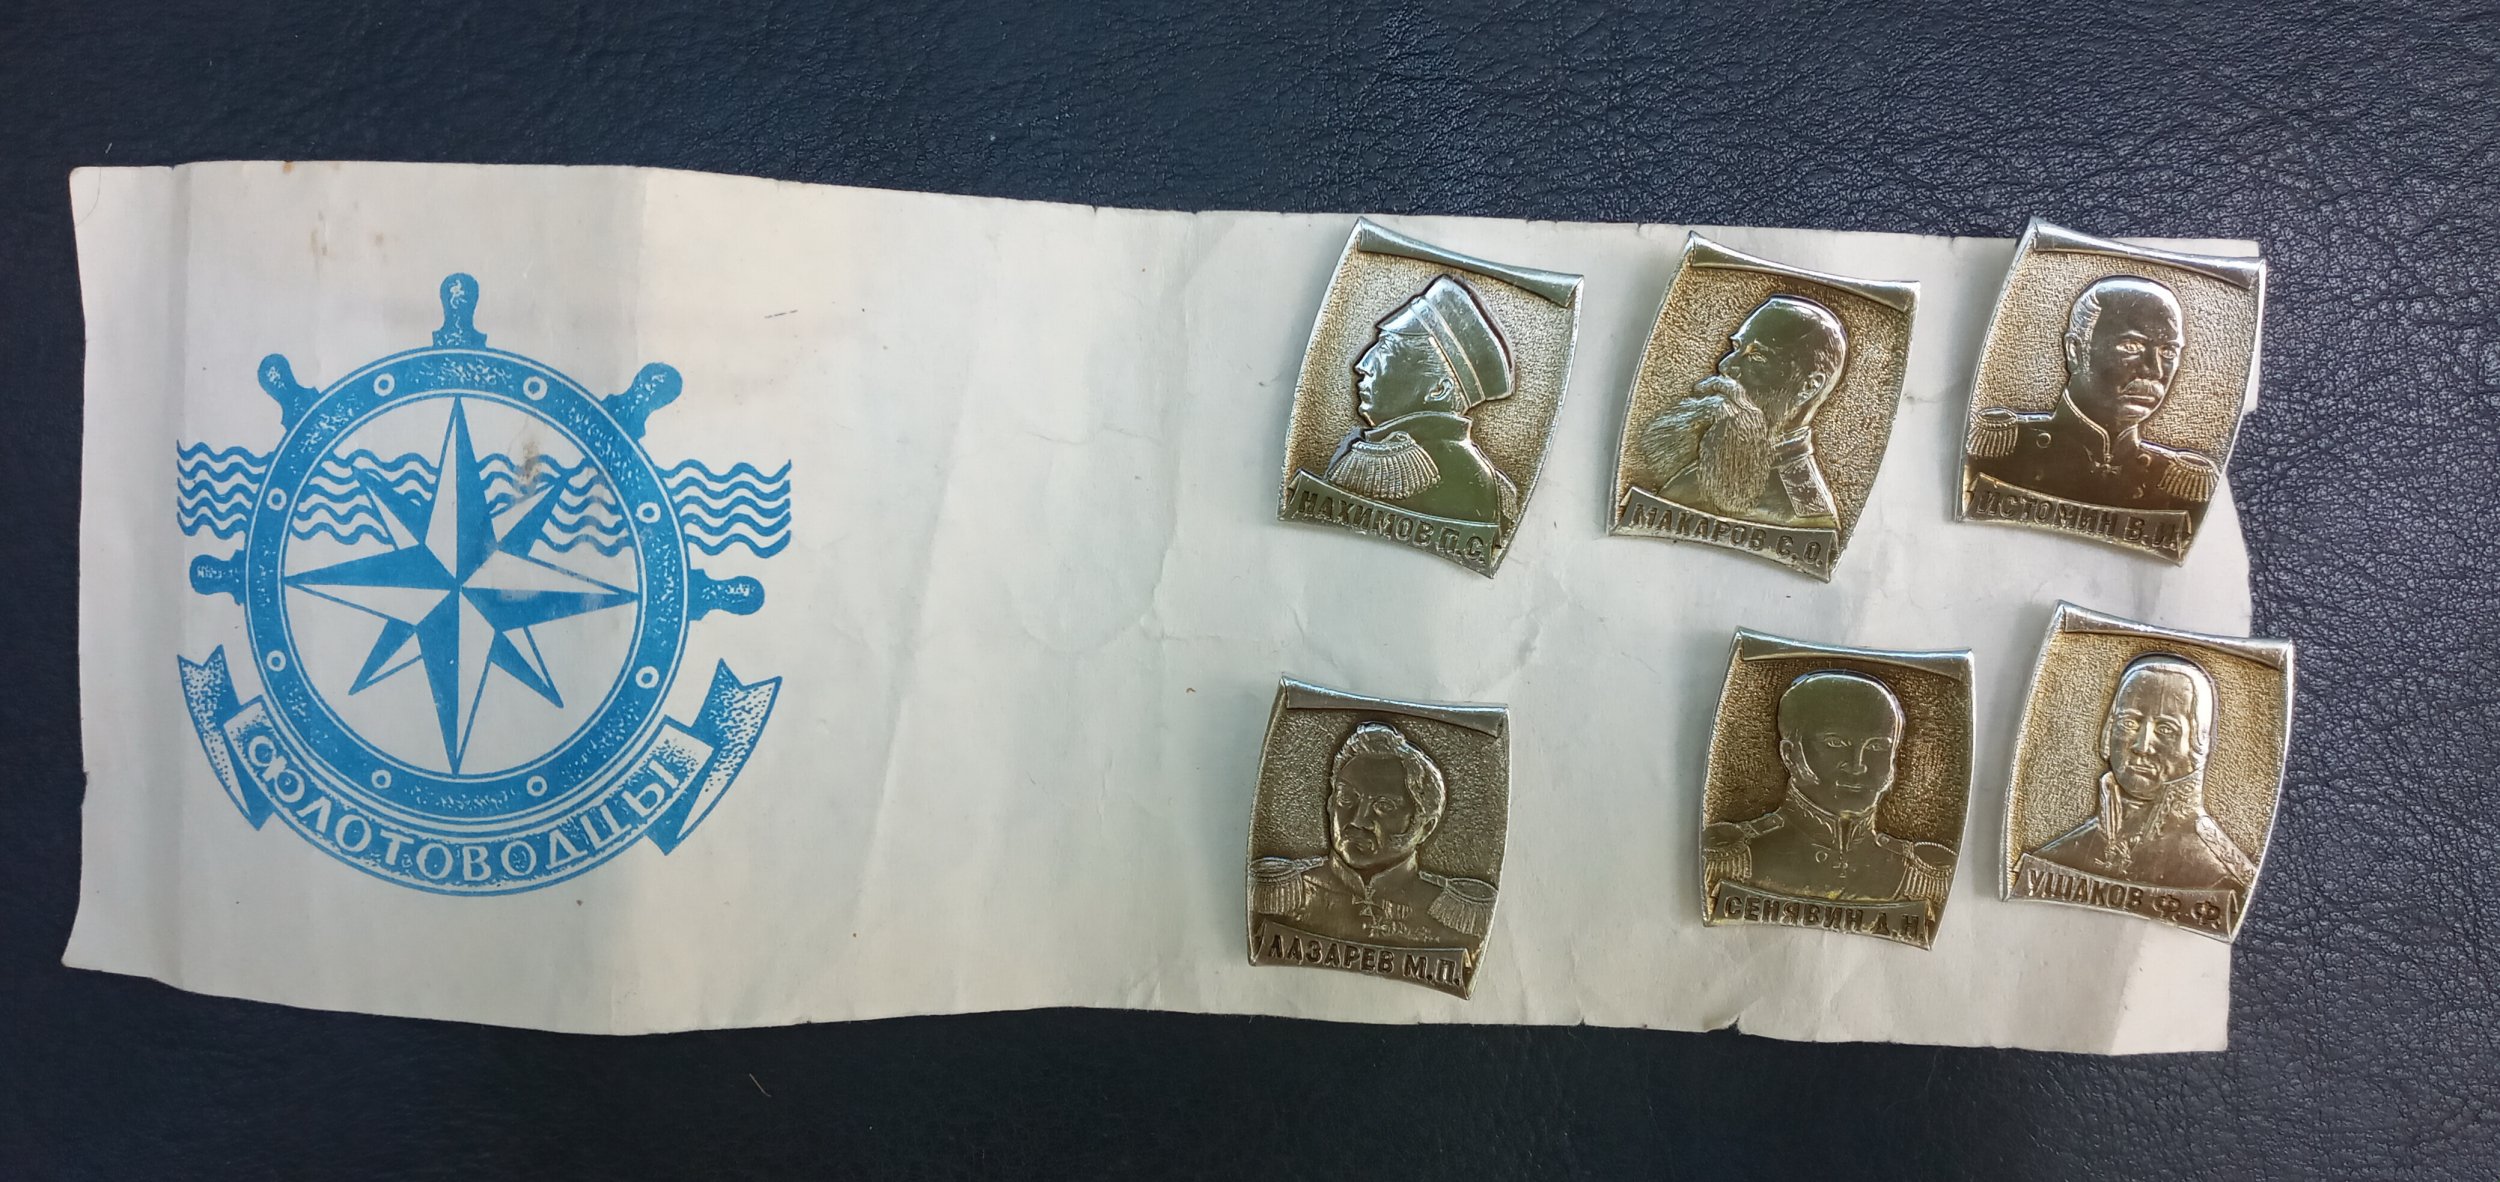 ФЛОТОВОДЦЫ
НАХИМОВ П.С.
МАКАРОВ С.О.
ИСТОМИН В.И.
ЛАЗАРЕВ М.П.
СЕНЯВИН Д.Н.
УШАКОВ Ф.Ф.